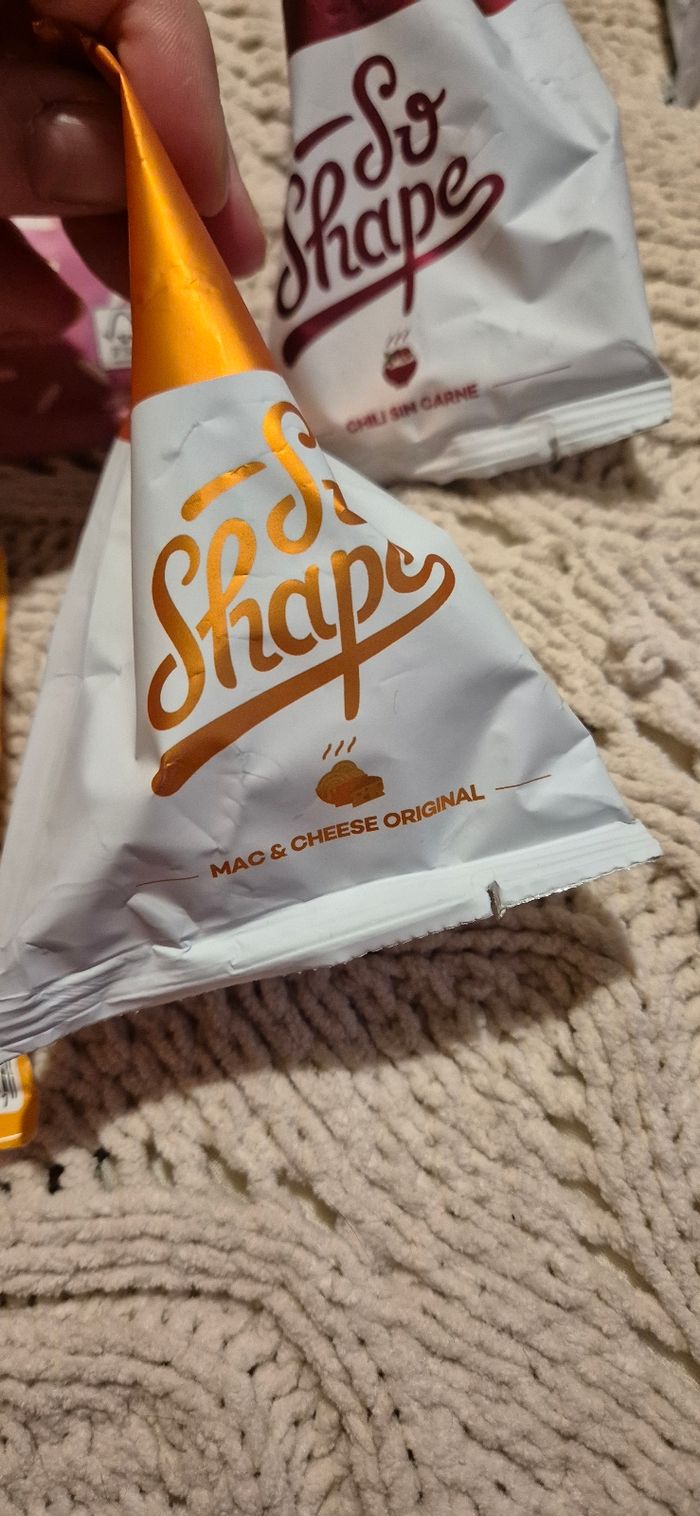 So
Shape
CHILI SIN CARNE
So
Shape
MAC & CHEESE ORIGINAL